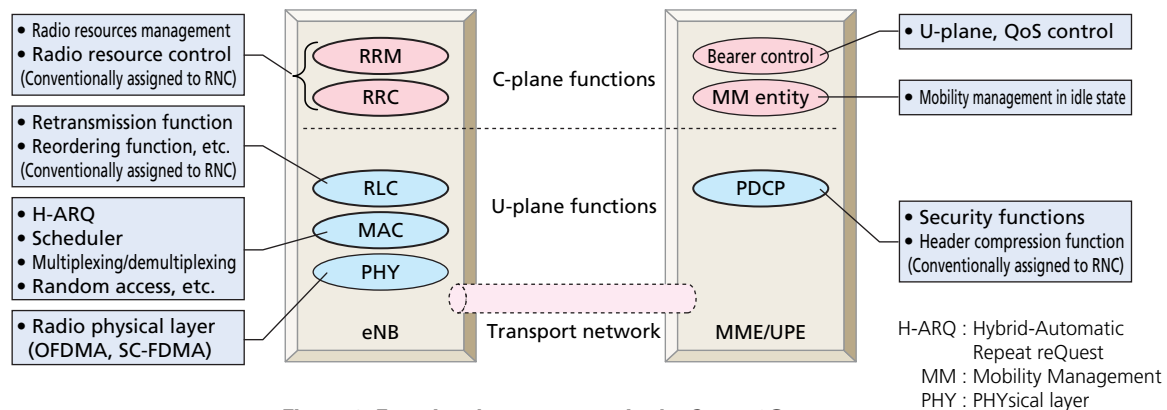 • Radio resources management
• Radio resource control
(Conventionally assigned to RNC)
• Retransmission function
• Reordering function, etc.
(Conventionally assigned to RNC)
• H-ARQ
• Scheduler
• Multiplexing/demultiplexing
• Random access, etc.
• Radio physical layer
(OFDMA, SC-FDMA)
RRM
RRC
RLC
MAC
PHY
eNB
C-plane functions
U-plane functions
Transport network
Bearer control
MM entity
PDCP
MME/UPE
• U-plane, QoS control
• Mobility management in idle state
• Security functions
• Header compression function
(Conventionally assigned to RNC)
H-ARQ : Hybrid-Automatic
Repeat reQuest
MM : Mobility Management
PHY : PHYsical layer